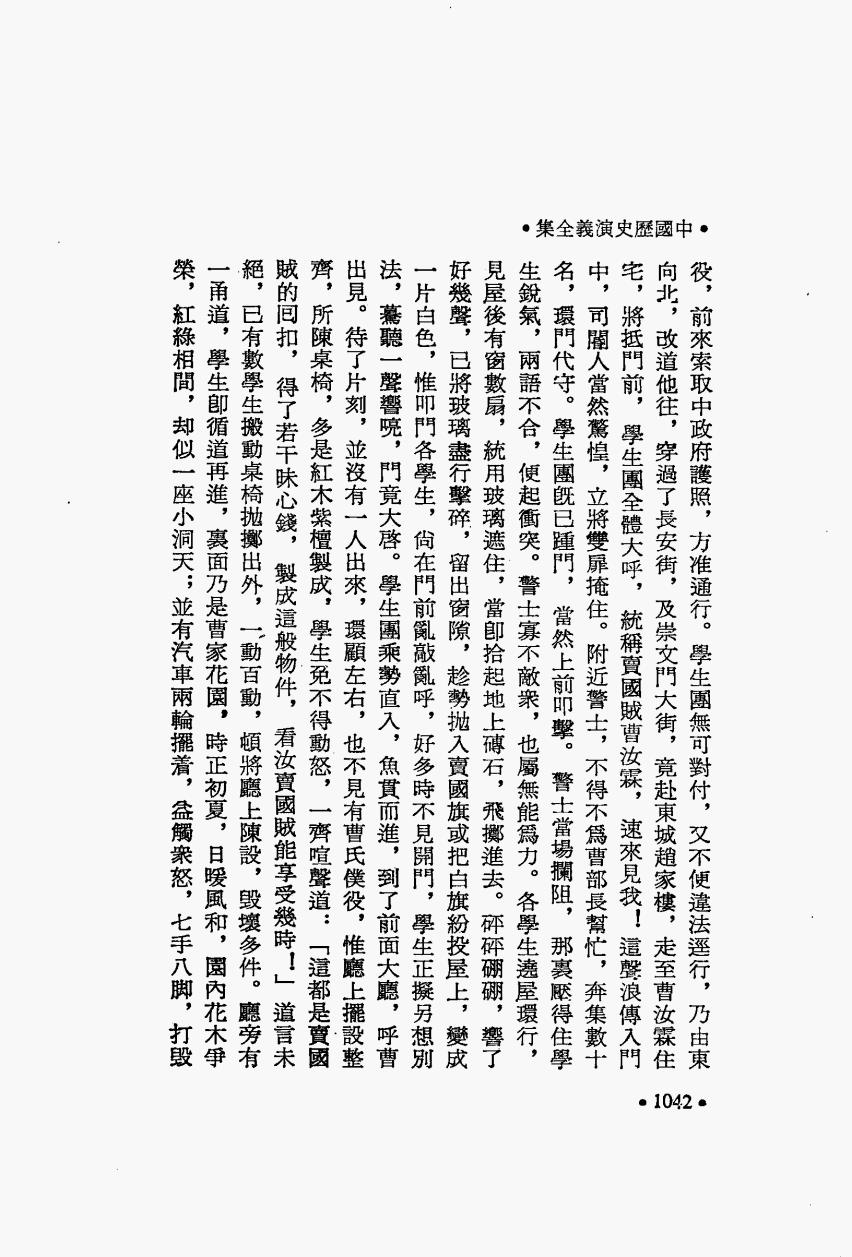 •中國歷史演義全集•
役，前來索取中政府護照，方准通行。學生團無可對付，又不便違法逕行，乃由東
向北，改道他往，穿過了長安街，及崇文門大街，竟赴東城趙家樓，走至曹汝霖住
宅，將抵門前，學生團全體大呼，統稱賣國賊曹汝霖，速來見我！這聲浪傳入門
中，司閽人當然驚惶，立將雙扉掩住。附近警士，不得不爲曹部長幫忙，奔集數十
名，環門代守。學生團旣已踵門，當然上前叩擊。警士當場攔阻，那裏壓得住學
生銳氣，兩語不合，便起衝突。警士寡不敵衆，也屬無能爲力。各學生遶屋環行，
見屋後有窗數扇，統用玻璃遮住，當卽拾起地上磚石，飛擲進去。砰砰硼硼，響了
好幾聲，已將玻璃盡行擊碎，留出窗隙，趁勢拋入賣國旗或把白旗紛投屋上，變成
一片白色，惟叩門各學生，尙在門前亂敲亂呼，好多時不見開門，學生正擬另想別
法，驀聽一聲響喨，門竟大啓。學生團乘勢直入，魚貫而進，到了前面大廳，呼曹
出見。待了片刻，並沒有一人出來，環顧左右，也不見有曹氏僕役，惟廳上擺設整
齊，所陳桌椅，多是紅木紫檀製成，學生免不得動怒，一齊喧聲道：「這都是賣國
賊的回扣，得了若干昧心錢，製成這般物件，看汝賣國賊能享受幾時！」道言未
絕，已有數學生搬動桌椅拋擲出外，一動百動，頓將廳上陳設，毀壞多件。廳旁有
一甬道，學生卽循道再進，裏面乃是曹家花園，時正初夏，日暖風和，園內花木爭
榮，紅綠相間，却似一座小洞天；並有汽車兩輪擺着，益觸衆怒，七手八脚，打毀
•1042•